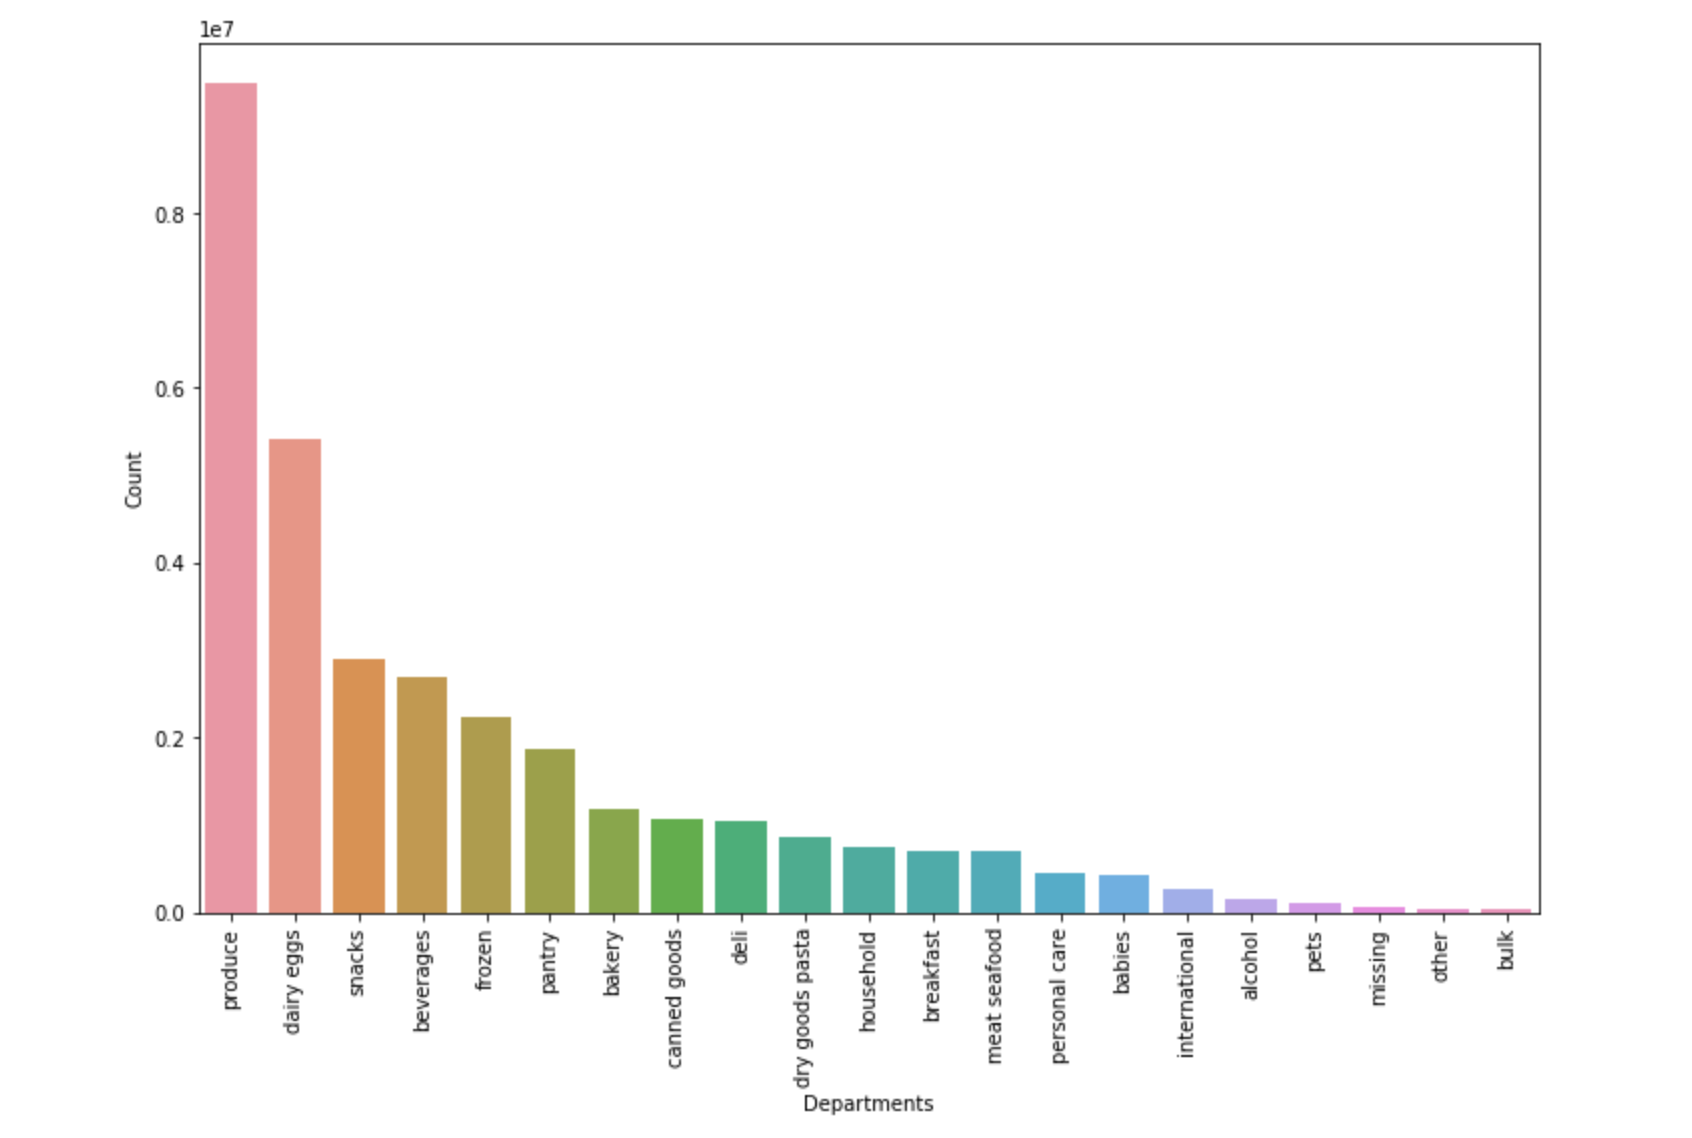 1e7
0.8
0.6
0.4
0.2
0.0
Count
produce
dairy eggs
snacks
beverages
frozen
pantry
bakery
canned goods
deli
dry goods pasta
household
breakfast
meat seafood
personal care
babies
international
alcohol
pets
missing
other
bulk
Departments